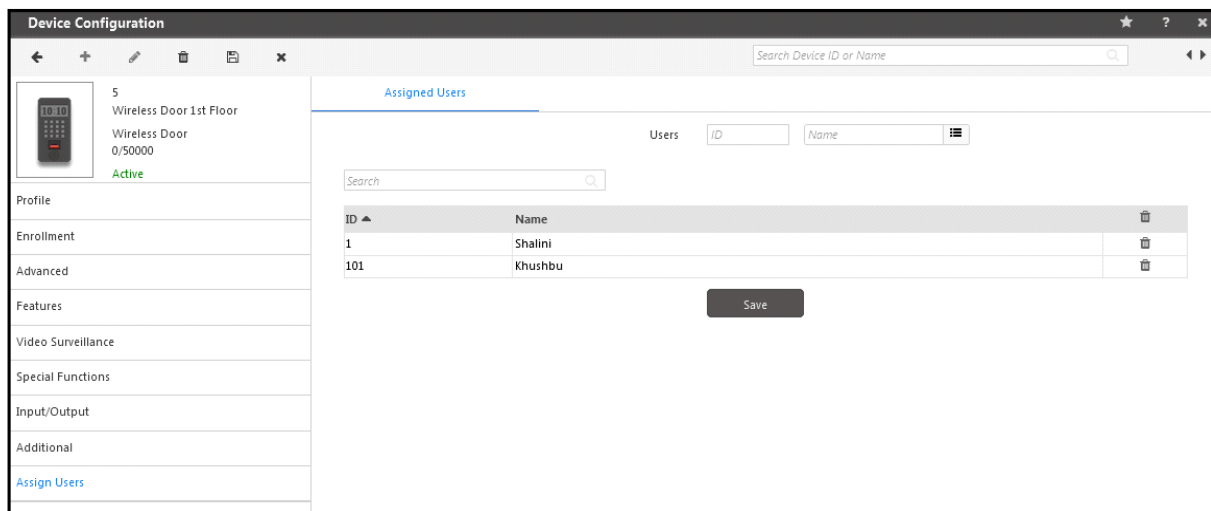 Device Configuration
?
Search Device ID or Name
10:10
5
Wireless Door 1st Floor
Wireless Door
0/50000
Active
Profile
Enrollment
Advanced
Features
Video Surveillance
Special Functions
Input/Output
Additional
Assign Users
Assigned Users
Users ID Name
Search
ID Name
1 Shalini
101 Khushbu
Save